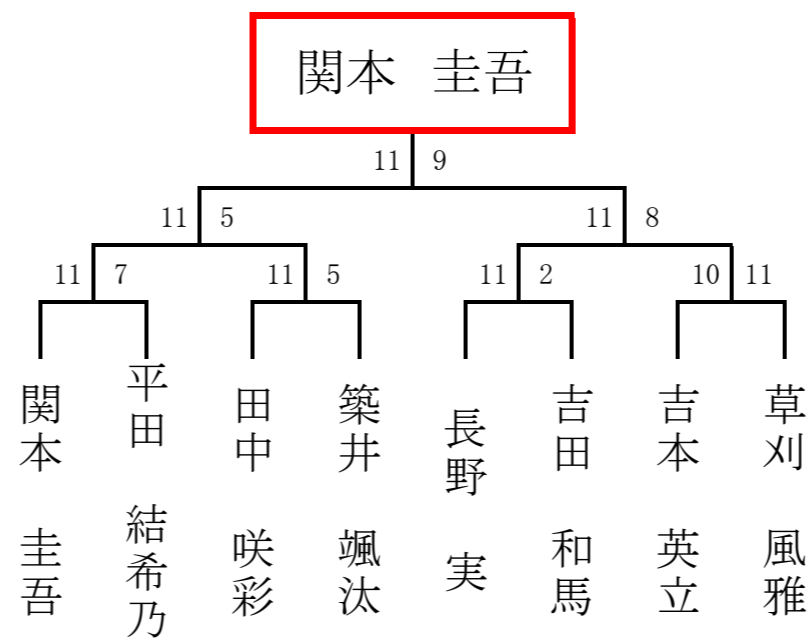 関本 圭吾
11 9
11 5 11 8
11 7 11 5 11 2 10 11
関本 圭吾
平田 結希乃
田中 咲彩
築井 颯汰
長野 実
吉田 和馬
吉本 英立
草刈 風雅